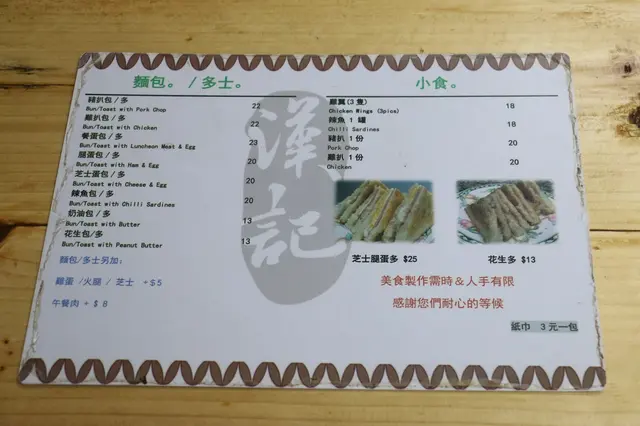 麵包。/多士。
豬扒包/多 22
Bun/Toast with Pork Chop
雞扒包/多 22
Bun/Toast with Chicken
餐蛋包/多 23
Bun/Toast with Luncheon Meat & Egg
腿蛋包/多 20
Bun/Toast with Ham & Egg
芝士蛋包/多 20
Bun/Toast with Cheese & Egg
辣魚包/多 20
Bun/Toast with Chilli Sardines
奶油包/多 13
Bun/Toast with Butter
花生包/多 13
Bun/Toast with Peanut Butter
麵包/多士另加:
雞蛋/火腿/芝士 +$5
午餐肉 +$8
漢記
小食。
雞翼(3隻) 18
Chicken Wings (3pics)
辣魚1罐 18
Chilli Sardines
豬扒1份 20
Pork Chop
雞扒1份 20
Chicken
芝士腿蛋多 $25
花生多 $13
美食製作需時&人手有限
感謝您們耐心的等候
紙巾 3元一包